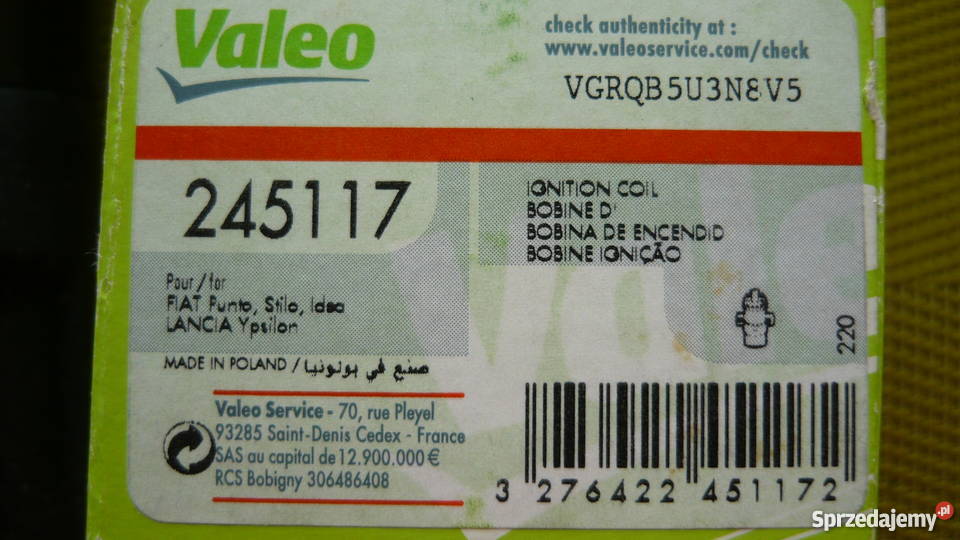 Valeo
check authenticity at :
www.valeoservice.com/check
VGRQB5U3N8V5
245117
IGNITION COIL
BOBINE D'
BOBINA DE ENCENDID
BOBINE IGNIÇÃO
Pour/for
FIAT Punto, Stilo, Idea
LANCIA Ypsilon
MADE IN POLAND / صنع في بولونيا
220
Valeo Service - 70, rue Pleyel
93285 Saint-Denis Cedex - France
SAS au capital de 12.900.000 €
RCS Bobigny 306486408
3 276422 451172
Sprzedajemy.pl